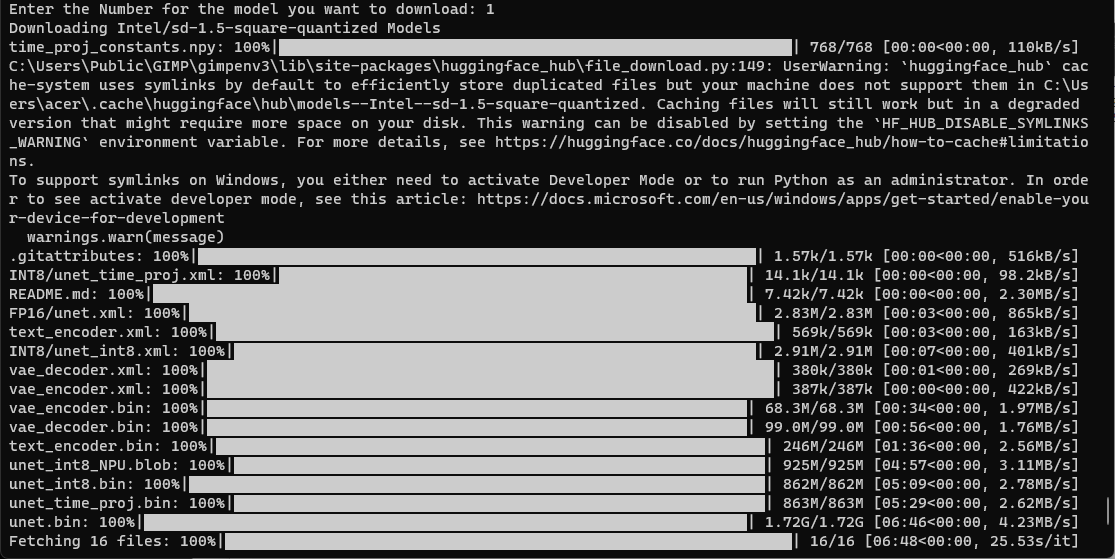 Enter the Number for the model you want to download: 1
Downloading Intel/sd-1.5-square-quantized Models
time_proj_constants.npy: 100%| | 768/768 [00:00<00:00, 110kB/s]
C:\Users\Public\GIMP\gimpenv3\lib\site-packages\huggingface_hub\file_download.py:149: UserWarning: `huggingface_hub` cac
he-system uses symlinks by default to efficiently store duplicated files but your machine does not support them in C:\Us
ers\acer\.cache\huggingface\hub\models--Intel--sd-1.5-square-quantized. Caching files will still work but in a degraded
version that might require more space on your disk. This warning can be disabled by setting the `HF_HUB_DISABLE_SYMLINKS
_WARNING` environment variable. For more details, see https://huggingface.co/docs/huggingface_hub/how-to-cache#limitatio
ns.
To support symlinks on Windows, you either need to activate Developer Mode or to run Python as an administrator. In orde
r to see activate developer mode, see this article: https://docs.microsoft.com/en-us/windows/apps/get-started/enable-you
r-device-for-development
  warnings.warn(message)
.gitattributes: 100%| | 1.57k/1.57k [00:00<00:00, 516kB/s]
INT8/unet_time_proj.xml: 100%| | 14.1k/14.1k [00:00<00:00, 98.2kB/s]
README.md: 100%| | 7.42k/7.42k [00:00<00:00, 2.30MB/s]
FP16/unet.xml: 100%| | 2.83M/2.83M [00:03<00:00, 865kB/s]
text_encoder.xml: 100%| | 569k/569k [00:03<00:00, 163kB/s]
INT8/unet_int8.xml: 100%| | 2.91M/2.91M [00:07<00:00, 401kB/s]
vae_decoder.xml: 100%| | 380k/380k [00:01<00:00, 269kB/s]
vae_encoder.xml: 100%| | 387k/387k [00:00<00:00, 422kB/s]
vae_encoder.bin: 100%| | 68.3M/68.3M [00:34<00:00, 1.97MB/s]
vae_decoder.bin: 100%| | 99.0M/99.0M [00:56<00:00, 1.76MB/s]
text_encoder.bin: 100%| | 246M/246M [01:36<00:00, 2.56MB/s]
unet_int8_NPU.blob: 100%| | 925M/925M [04:57<00:00, 3.11MB/s]
unet_int8.bin: 100%| | 862M/862M [05:09<00:00, 2.78MB/s]
unet_time_proj.bin: 100%| | 863M/863M [05:29<00:00, 2.62MB/s]
unet.bin: 100%| | 1.72G/1.72G [06:46<00:00, 4.23MB/s]
Fetching 16 files: 100%| | 16/16 [06:48<00:00, 25.53s/it]